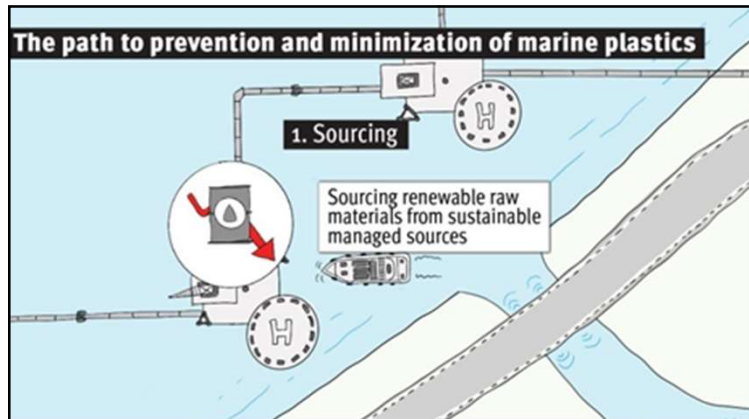 The path to prevention and minimization of marine plastics
1. Sourcing
Sourcing renewable raw
materials from sustainable
managed sources
H
H